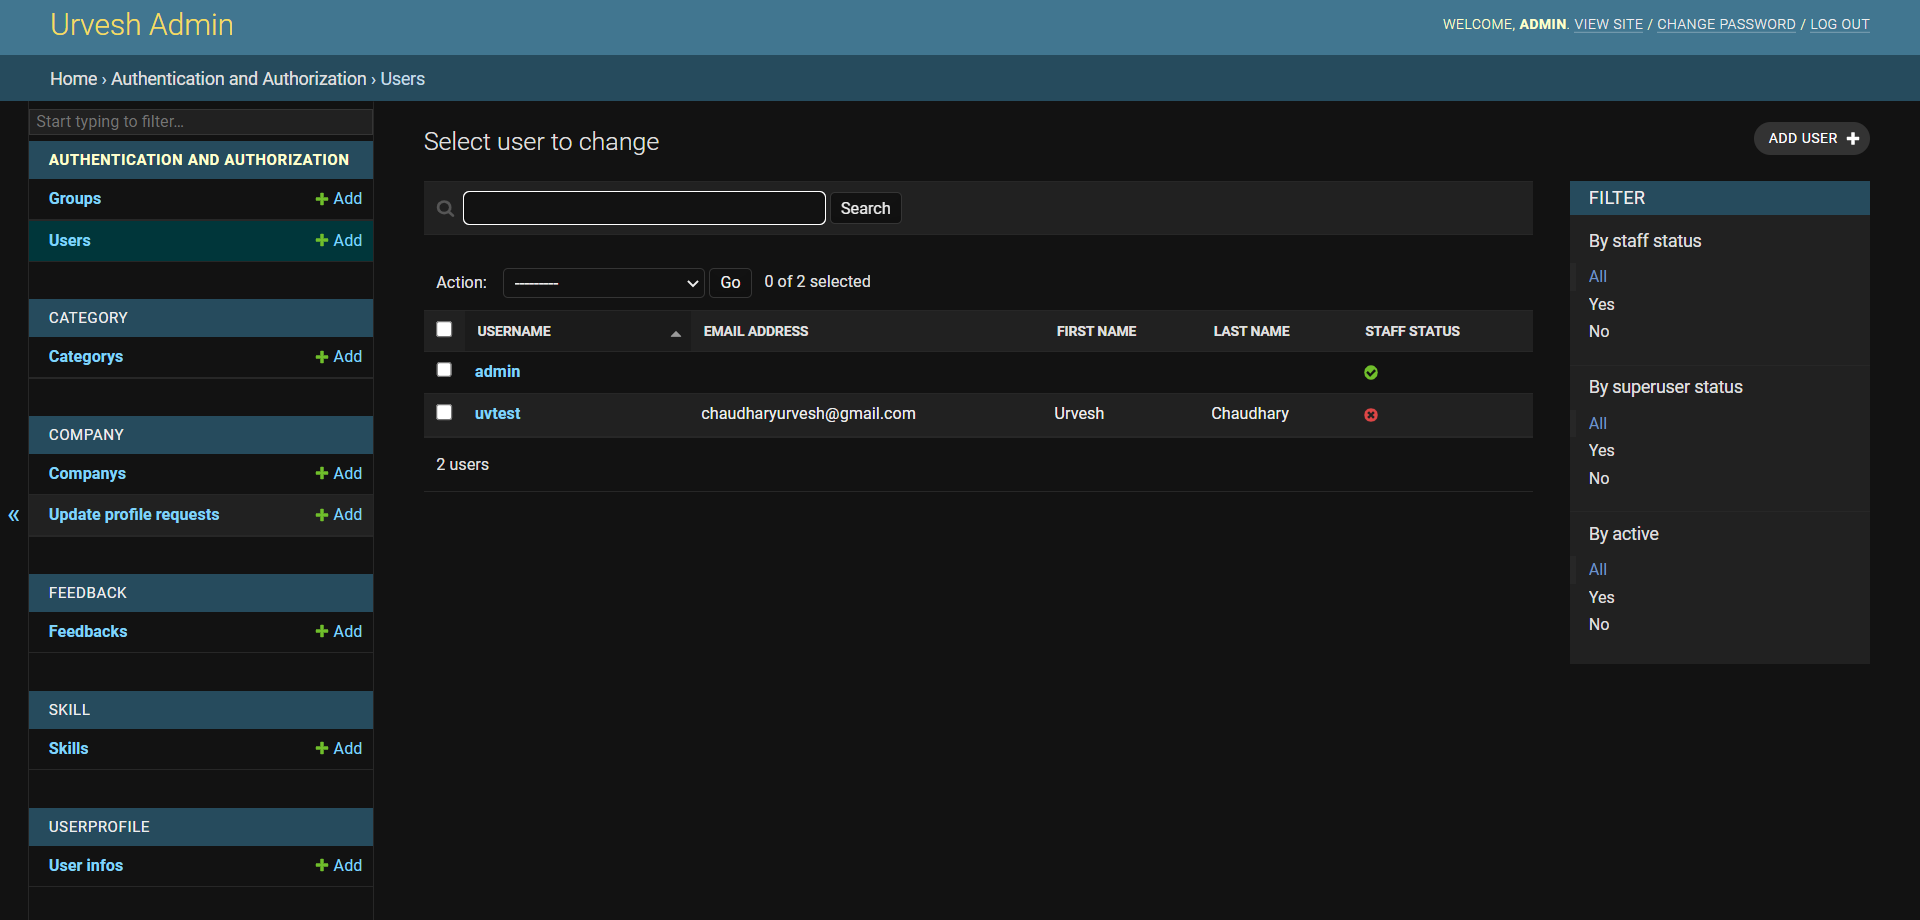 Urvesh Admin
WELCOME, ADMIN. VIEW SITE / CHANGE PASSWORD / LOG OUT
Home › Authentication and Authorization › Users
Start typing to filter...
AUTHENTICATION AND AUTHORIZATION
Groups + Add
Users + Add
CATEGORY
Categorys + Add
COMPANY
Companys + Add
Update profile requests + Add
FEEDBACK
Feedbacks + Add
SKILL
Skills + Add
USERPROFILE
User infos + Add
«
Select user to change
ADD USER +
Search
Action: --------- Go 0 of 2 selected
USERNAME EMAIL ADDRESS FIRST NAME LAST NAME STAFF STATUS
admin
uvtest chaudharyurvesh@gmail.com Urvesh Chaudhary
2 users
FILTER
By staff status
All
Yes
No
By superuser status
All
Yes
No
By active
All
Yes
No